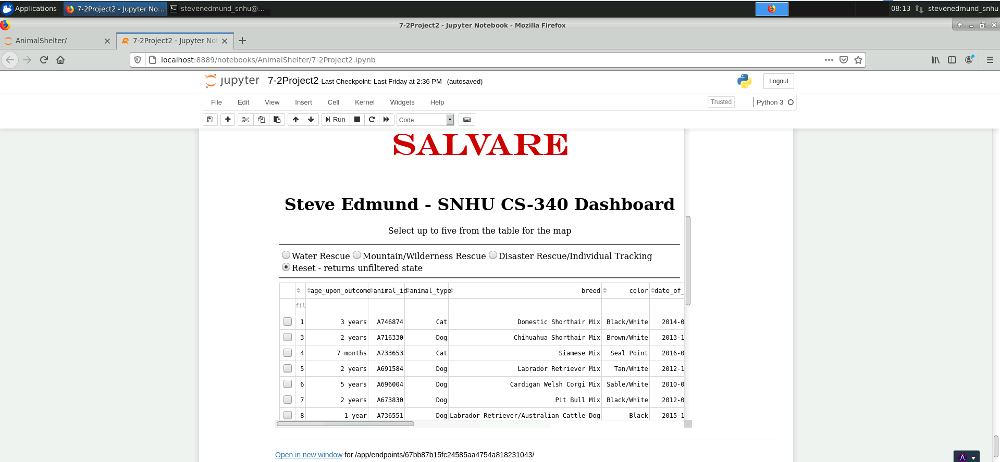 Applications 7-2Project2 - Jupyter No... stevenedmund_snhu@... 08:13 stevenedmund_snhu
7-2Project2 - Jupyter Notebook - Mozilla Firefox
AnimalShelter/ 7-2Project2 - Jupyter Not
localhost:8889/notebooks/AnimalShelter/7-2Project2.ipynb
jupyter 7-2Project2 Last Checkpoint: Last Friday at 2:36 PM (autosaved) Logout
File Edit View Insert Cell Kernel Widgets Help Trusted Python 3
Run Code
SALVARE
Steve Edmund - SNHU CS-340 Dashboard
Select up to five from the table for the map
Water Rescue Mountain/Wilderness Rescue Disaster Rescue/Individual Tracking
Reset - returns unfiltered state
age_upon_outcome animal_id animal_type breed color date_of_
fil
1 3 years A746874 Cat Domestic Shorthair Mix Black/White 2014-0
3 2 years A716330 Dog Chihuahua Shorthair Mix Brown/White 2013-1
4 7 months A733653 Cat Siamese Mix Seal Point 2016-0
5 2 years A691584 Dog Labrador Retriever Mix Tan/White 2012-1
6 5 years A696004 Dog Cardigan Welsh Corgi Mix Sable/White 2010-0
7 2 years A673830 Dog Pit Bull Mix Black/White 2012-0
8 1 year A736551 Dog Labrador Retriever/Australian Cattle Dog Black 2015-1
Open in new window for /app/endpoints/67bb87b15fc24585aa4754a818231043/
A